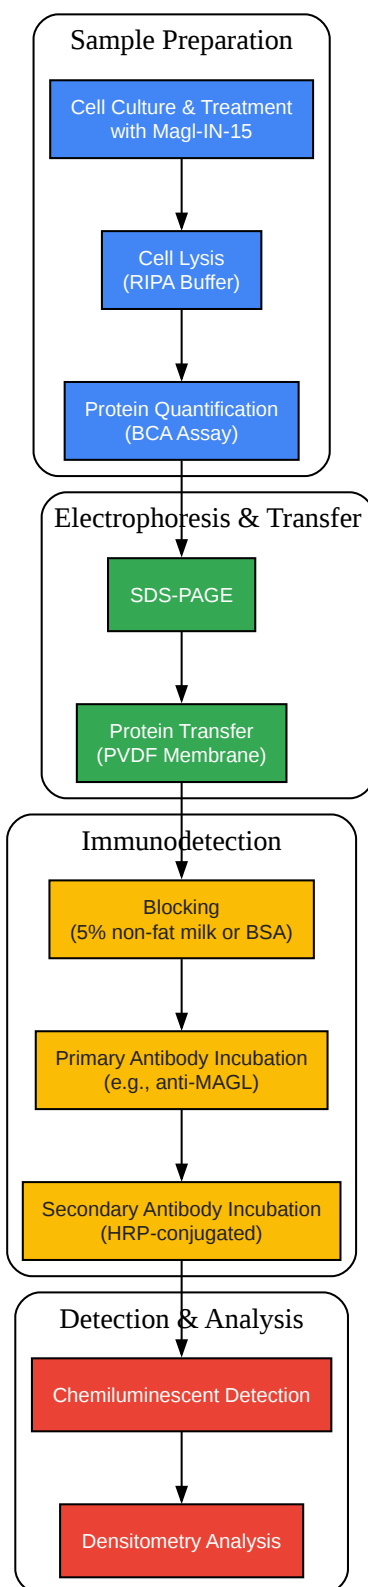 Sample Preparation
Cell Culture & Treatment
with Magl-IN-15
Cell Lysis
(RIPA Buffer)
Protein Quantification
(BCA Assay)
Electrophoresis & Transfer
SDS-PAGE
Protein Transfer
(PVDF Membrane)
Immunodetection
Blocking
(5% non-fat milk or BSA)
Primary Antibody Incubation
(e.g., anti-MAGL)
Secondary Antibody Incubation
(HRP-conjugated)
Detection & Analysis
Chemiluminescent Detection
Densitometry Analysis